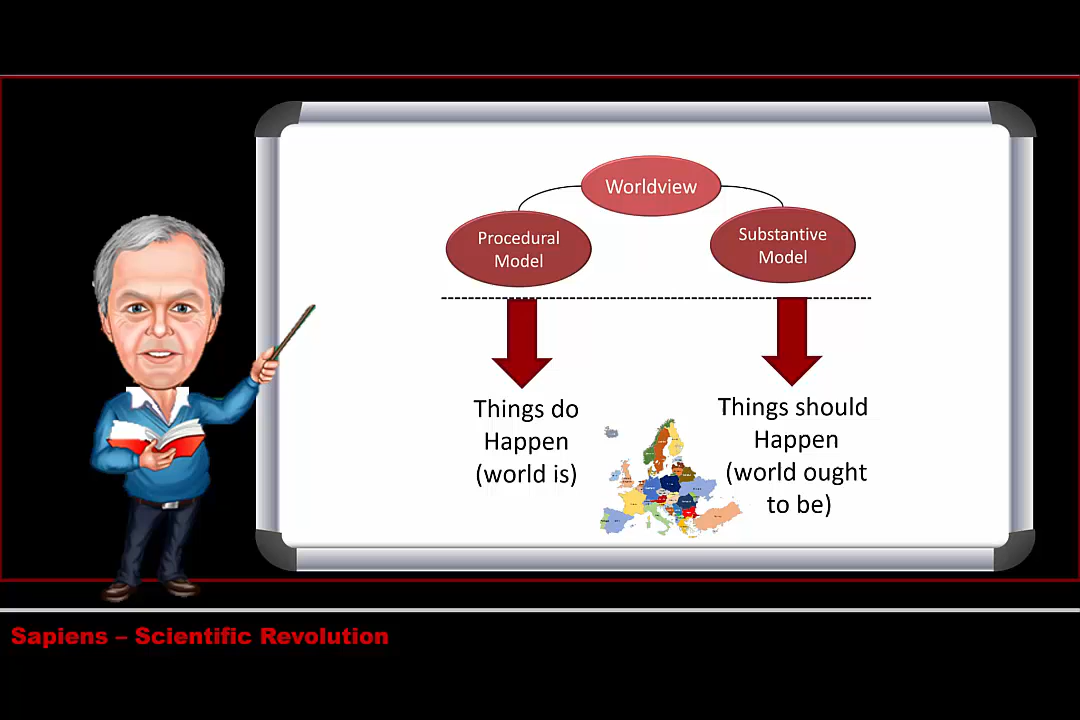 Worldview
Procedural
Model
Substantive
Model
Things do
Happen
(world is)
Things should
Happen
(world ought
to be)
Sapiens – Scientific Revolution